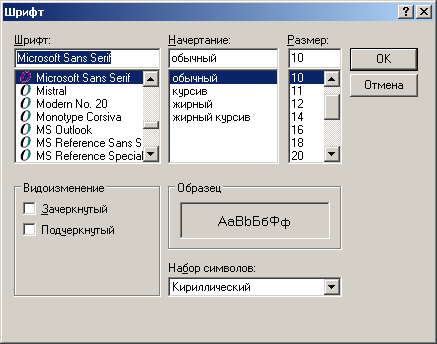 Шрифт
Шрифт:
Начертание:
Размер:
Microsoft Sans Serif
обычный
10
OK
Отмена
Microsoft Sans Serif
Mistral
Modern No. 20
Monotype Corsiva
MS Outlook
MS Reference Sans S
MS Reference Special
обычный
курсив
жирный
жирный курсив
10
11
12
14
16
18
20
Видоизменение
Зачеркнутый
Подчеркнутый
Образец
АаBbБбФф
Набор символов:
Кириллический